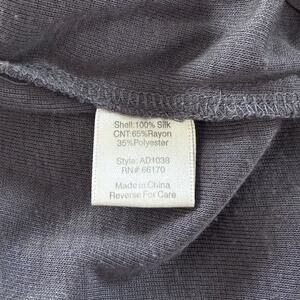 Shell:100% Silk
CNT:65%Rayon
35%Polyester
Style: AD1038
RN# 66170
Made in China
Reverse For Care